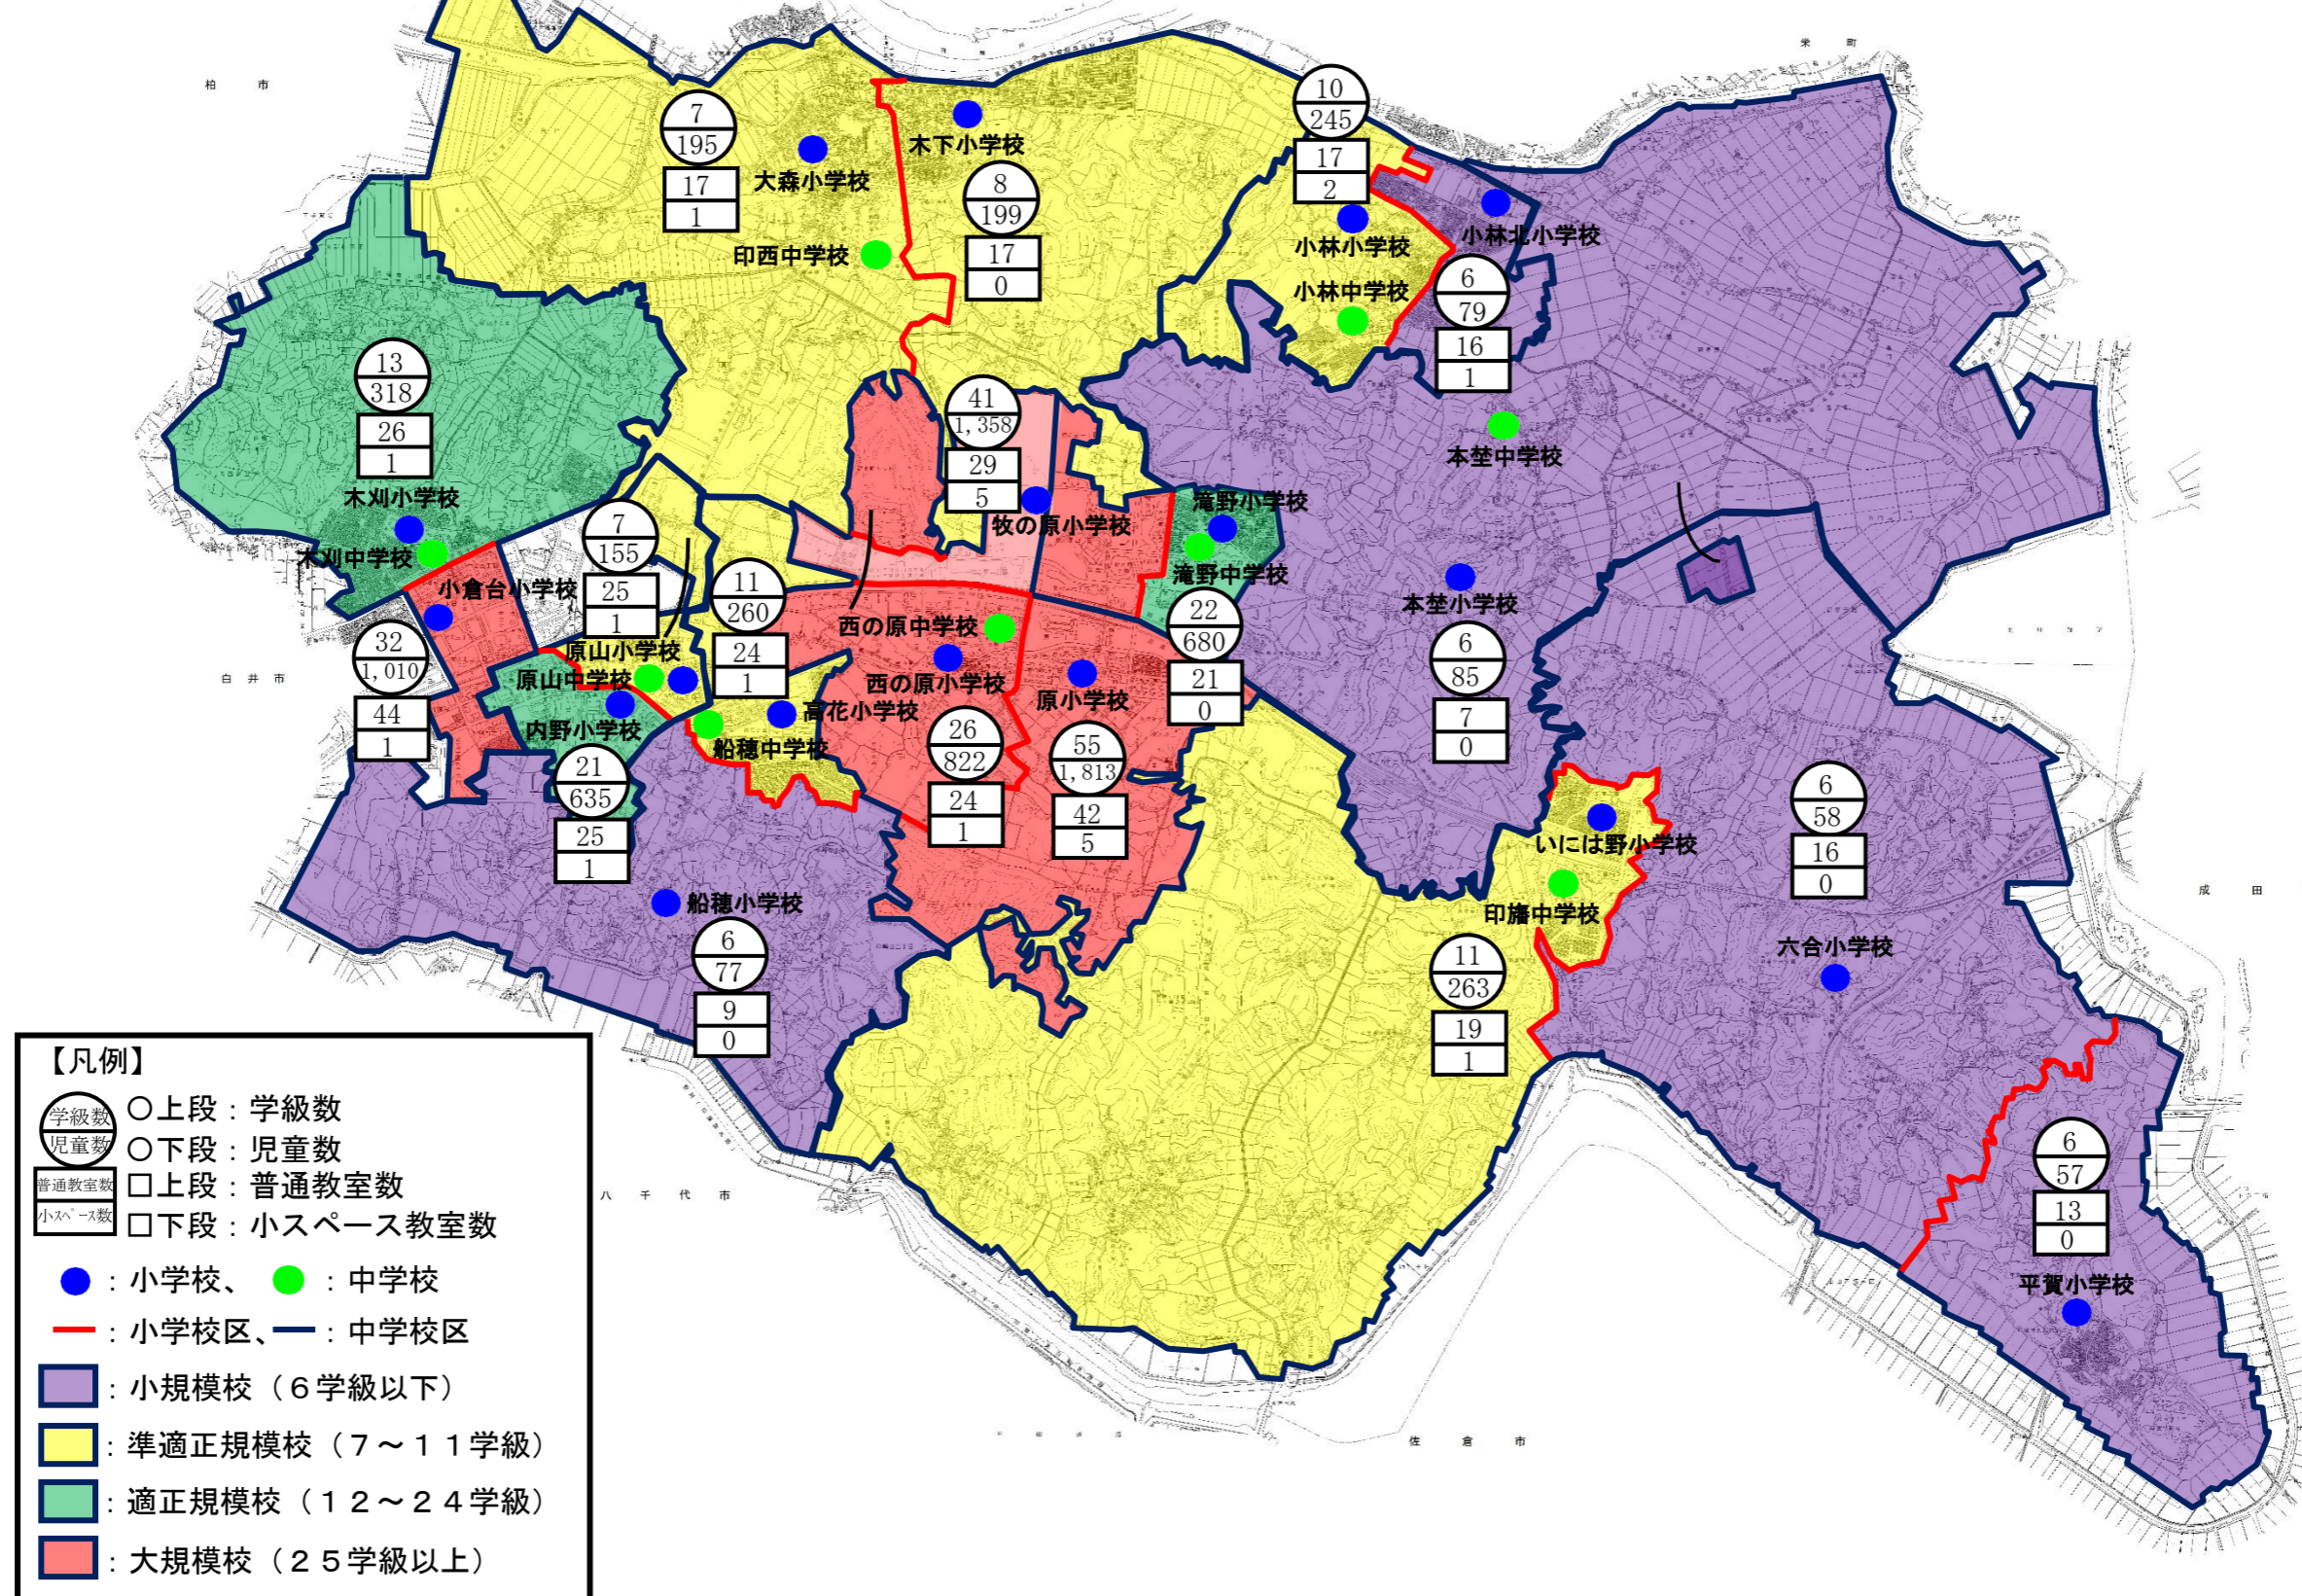 柏市
栄町
7
195
17
1
大森小学校
印西中学校
木下小学校
8
199
17
0
10
245
17
2
小林小学校
小林中学校
小林北小学校
6
79
16
1
13
318
26
1
木刈小学校
木刈中学校
41
1,358
29
5
牧の原小学校
滝野小学校
滝野中学校
22
680
21
0
本埜中学校
本埜小学校
6
85
7
0
小倉台小学校
32
1,010
44
1
白井市
7
155
25
1
原山小学校
原山中学校
11
260
24
1
高花小学校
船穂中学校
内野小学校
21
635
25
1
西の原中学校
西の原小学校
26
822
24
1
原小学校
55
1,813
42
5
いには野小学校
印旛中学校
11
263
19
1
6
58
16
0
六合小学校
成田
船穂小学校
6
77
9
0
6
57
13
0
平賀小学校
八千代市
佐倉市
【凡例】
学級数
児童数
普通教室数
小スペース数
○上段:学級数
○下段:児童数
□上段:普通教室数
□下段:小スペース教室数
:小学校、 :中学校
:小学校区、 :中学校区
:小規模校(6学級以下)
:準適正規模校(7~11学級)
:適正規模校(12~24学級)
:大規模校(25学級以上)